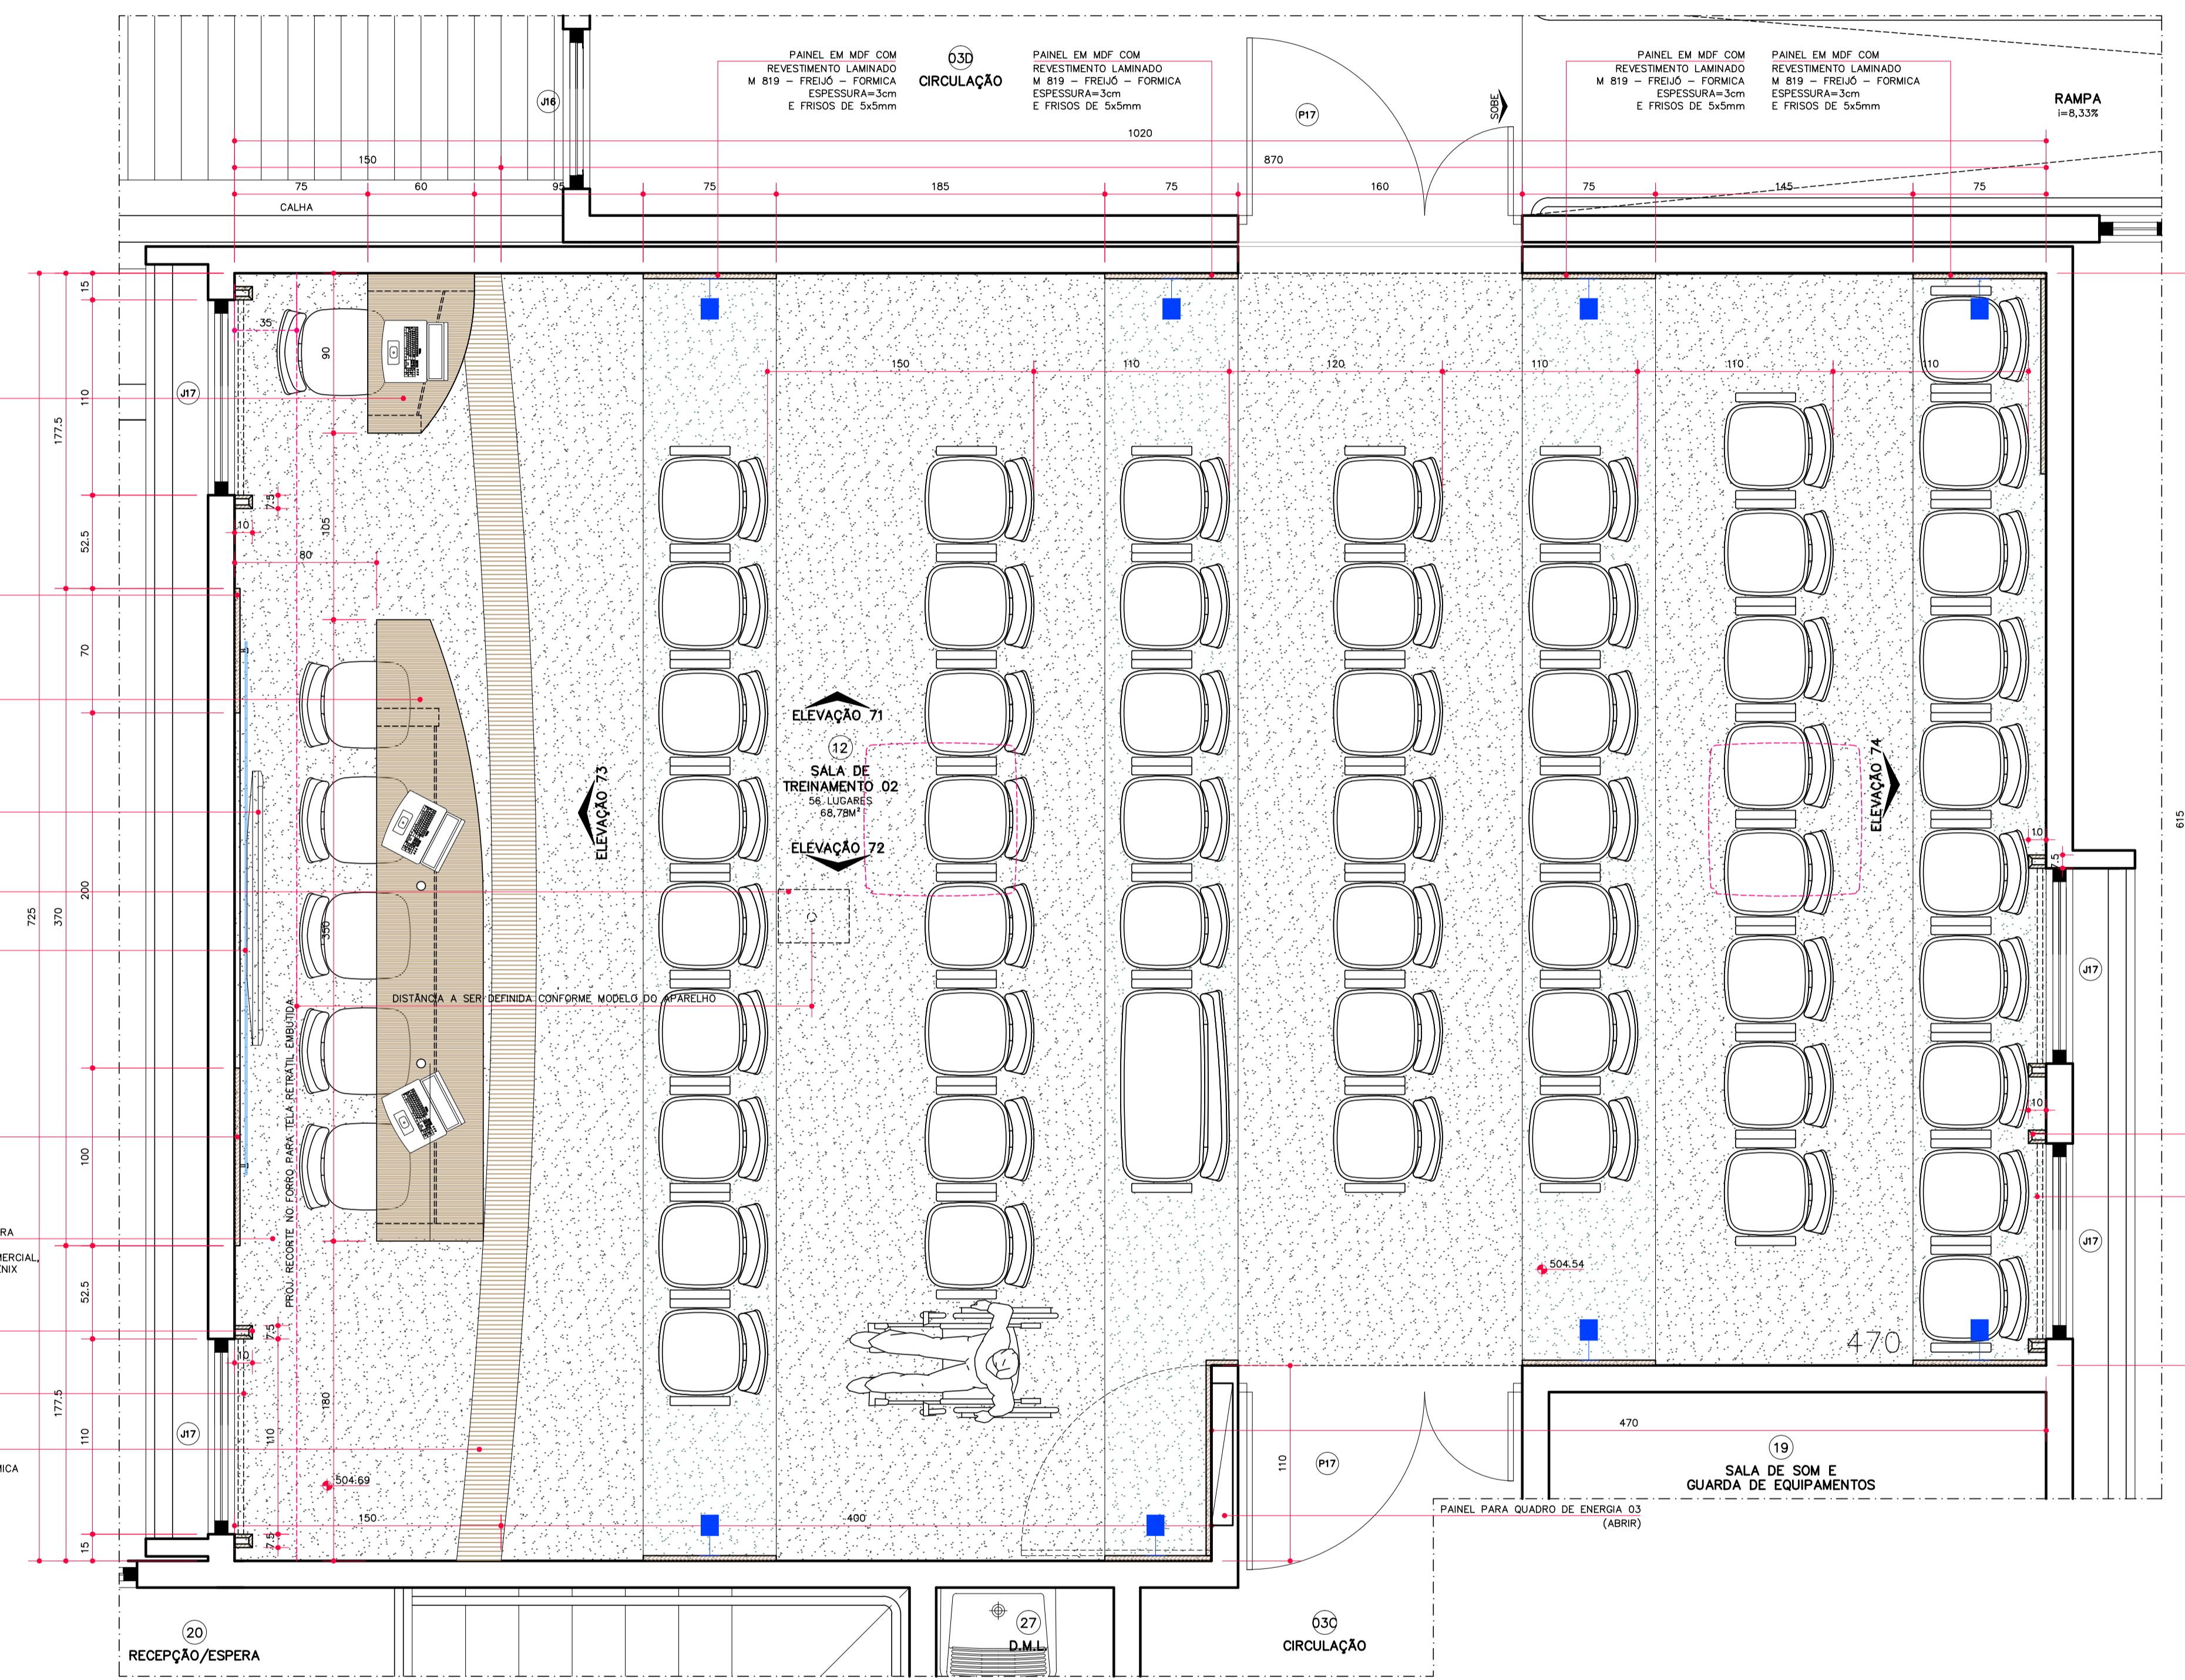 PAINEL EM MDF COM
REVESTIMENTO LAMINADO
M 819 – FREIJÓ – FORMICA
ESPESSURA=3cm
E FRISOS DE 5x5mm
03D
CIRCULAÇÃO
PAINEL EM MDF COM
REVESTIMENTO LAMINADO
M 819 – FREIJÓ – FORMICA
ESPESSURA=3cm
E FRISOS DE 5x5mm
PAINEL EM MDF COM
REVESTIMENTO LAMINADO
M 819 – FREIJÓ – FORMICA
ESPESSURA=3cm
E FRISOS DE 5x5mm
PAINEL EM MDF COM
REVESTIMENTO LAMINADO
M 819 – FREIJÓ – FORMICA
ESPESSURA=3cm
E FRISOS DE 5x5mm
J16
P17
SOBE
RAMPA
i=8,33%
1020
150
870
75
60
95
75
185
75
160
75
145
75
CALHA
15
35
90
110
177.5
J17
150
110
120
110
110
110
7.5
105
10
52.5
80
70
ELEVAÇÃO 71
12
SALA DE
TREINAMENTO 02
56 LUGARES
68,78M²
ELEVAÇÃO 72
ELEVAÇÃO 73
ELEVAÇÃO 74
615
10
7.5
725
370
200
350
J17
DISTÂNCIA A SER DEFINIDA CONFORME MODELO DO APARELHO
PROJ. RECORTE NO FORRO PARA TELA RETRÁTIL EMBUTIDA
10
100
RA
MERCIAL,
NIX
J17
504.54
52.5
7.5
10
470
177.5
110
J17
110
180
MICA
504.69
150
400
15
7.5
110
P17
470
19
SALA DE SOM E
GUARDA DE EQUIPAMENTOS
PAINEL PARA QUADRO DE ENERGIA 03
(ABRIR)
20
RECEPÇÃO/ESPERA
27
D.M.L.
03C
CIRCULAÇÃO